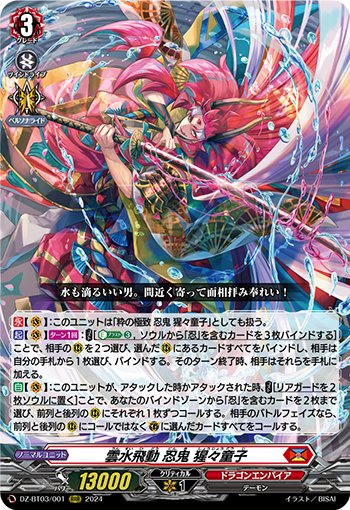 3
グレード
ツインドライブ
ペルソナライド
水も滴るいい男。間近く寄って面相拝み奉れい!
永【V】:このユニットは「粋の極致 忍鬼 猩々童子」としても扱う。
起【V】ターン1回:【コスト】[CB1、ソウルから「忍」を含むカードを3枚バインドする]
ことで、相手のRを2つ選び、選んだRにあるカードすべてをバインドし、相手は
自分の手札から1枚選び、バインドする。そのターン終了時、相手はそれらを手札に
加える。
自【V】:このユニットが、アタックした時かアタックされた時、【コスト】[リアガードを2
枚ソウルに置く]ことで、あなたのバインドゾーンから「忍」を含むカードを2枚まで
選び、前列と後列のRにそれぞれ1枚ずつコールする。相手のバトルフェイズなら、
前列と後列のRにコールではなくGに選んだカードすべてをコールする。
ノーマルユニット
パワー 13000
クリティカル
1
ドラゴンエンパイア
雲水飛動 忍鬼 猩々童子
デーモン
DZ-BT03/001 RRR 2024
イラスト/BISAI